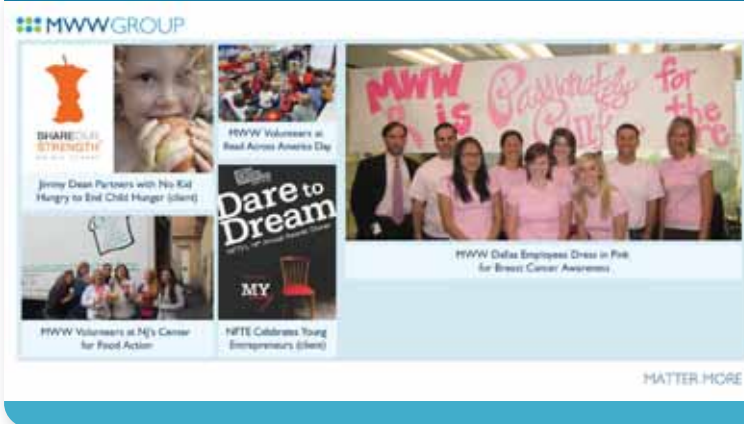 MWWGROUP
SHARE OUR
STRENGTH
Jimmy Dean Partners with No Kid
Hungry to End Child Hunger (client)
MWW Volunteers at
Read Across America Day
MWW
is Passionately for
Pink the
MWW Dallas Employees Dress in Pink
for Breast Cancer Awareness
MWW Volunteers at NJ's Center
for Food Action
Dare to
Dream
MY
NFTE Celebrates Young
Entrepreneurs (client)
MATTER MORE